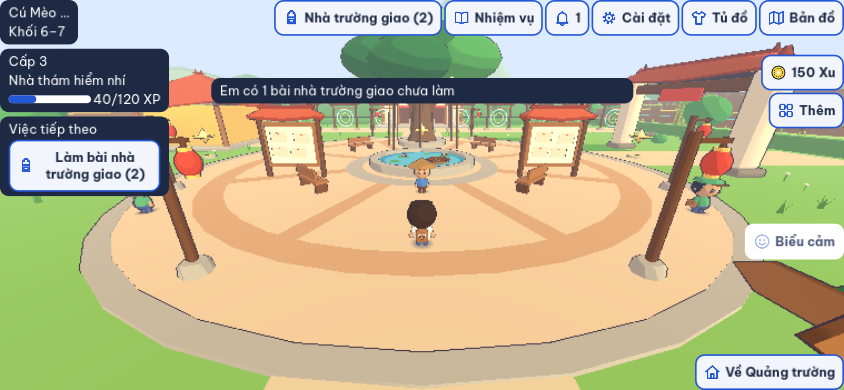 Cú Mèo ...
Khối 6-7
Nhà trường giao (2)
Nhiệm vụ
1
Cài đặt
Tủ đồ
Bản đồ
Cấp 3
Nhà thám hiểm nhí
40/120 XP
Em có 1 bài nhà trường giao chưa làm
150 Xu
Thêm
Việc tiếp theo
Làm bài nhà
trường giao (2)
Biểu cảm
Về Quảng trường